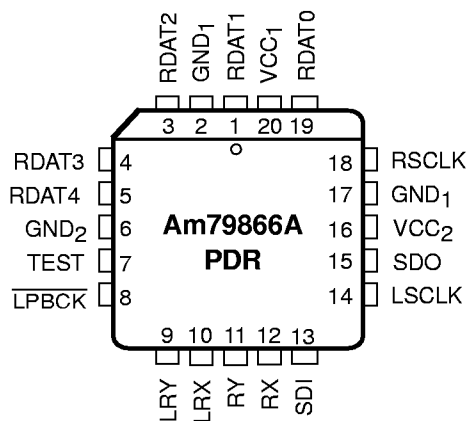 RDAT2 GND1 RDAT1 VCC1 RDAT0
3 2 1 20 19
RDAT3 4 18 RSCLK
RDAT4 5 17 GND1
GND2 6 16 VCC2
TEST 7 15 SDO
LPBCK 8 14 LSCLK
Am79866A
PDR
9 10 11 12 13
LRY LRX RY RX SDI